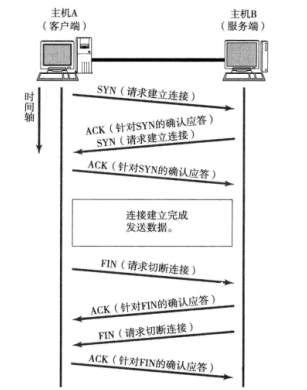 主机A
(客户端)
主机B
(服务端)
时间轴
SYN(请求建立连接)
ACK(针对SYN的确认应答)
SYN(请求建立连接)
ACK(针对SYN的确认应答)
连接建立完成
发送数据。
FIN(请求切断连接)
ACK(针对FIN的确认应答)
FIN(请求切断连接)
ACK(针对FIN的确认应答)